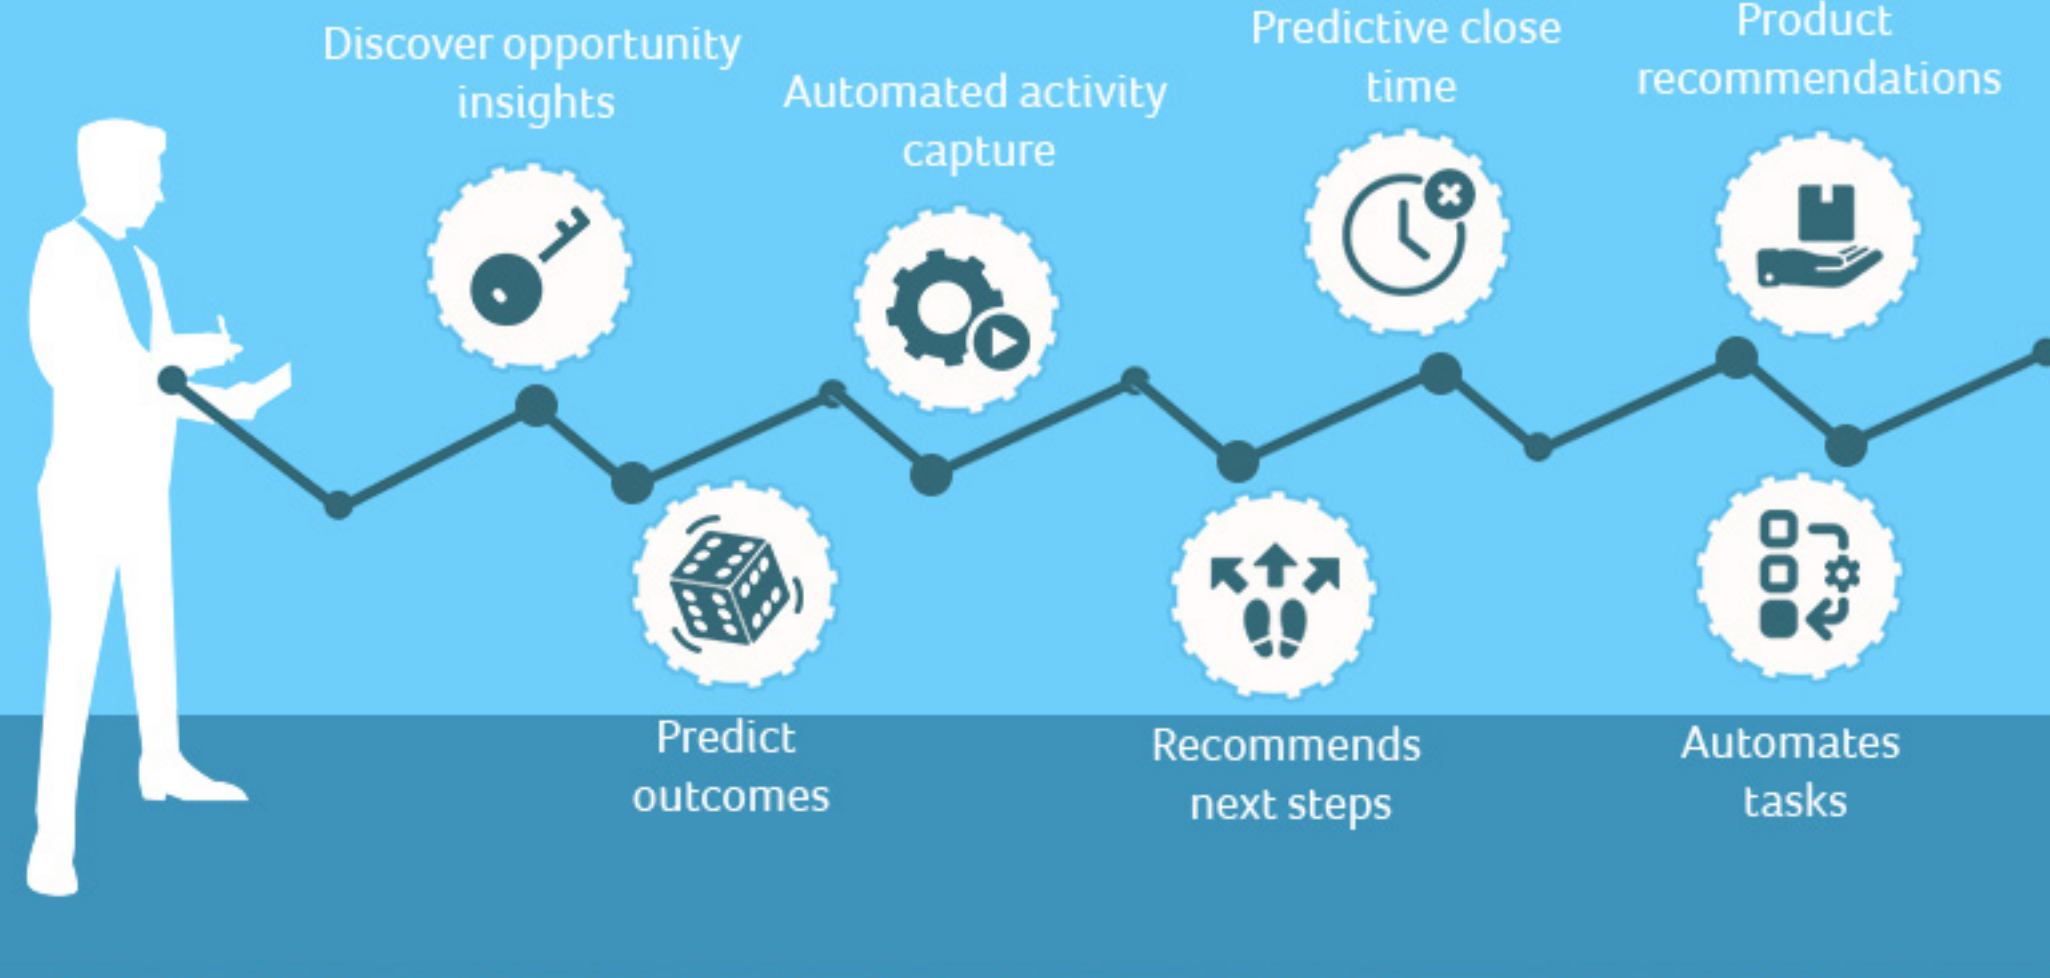 Discover opportunity
insights
Automated activity
capture
Predictive close
time
Product
recommendations
Predict
outcomes
Recommends
next steps
Automates
tasks